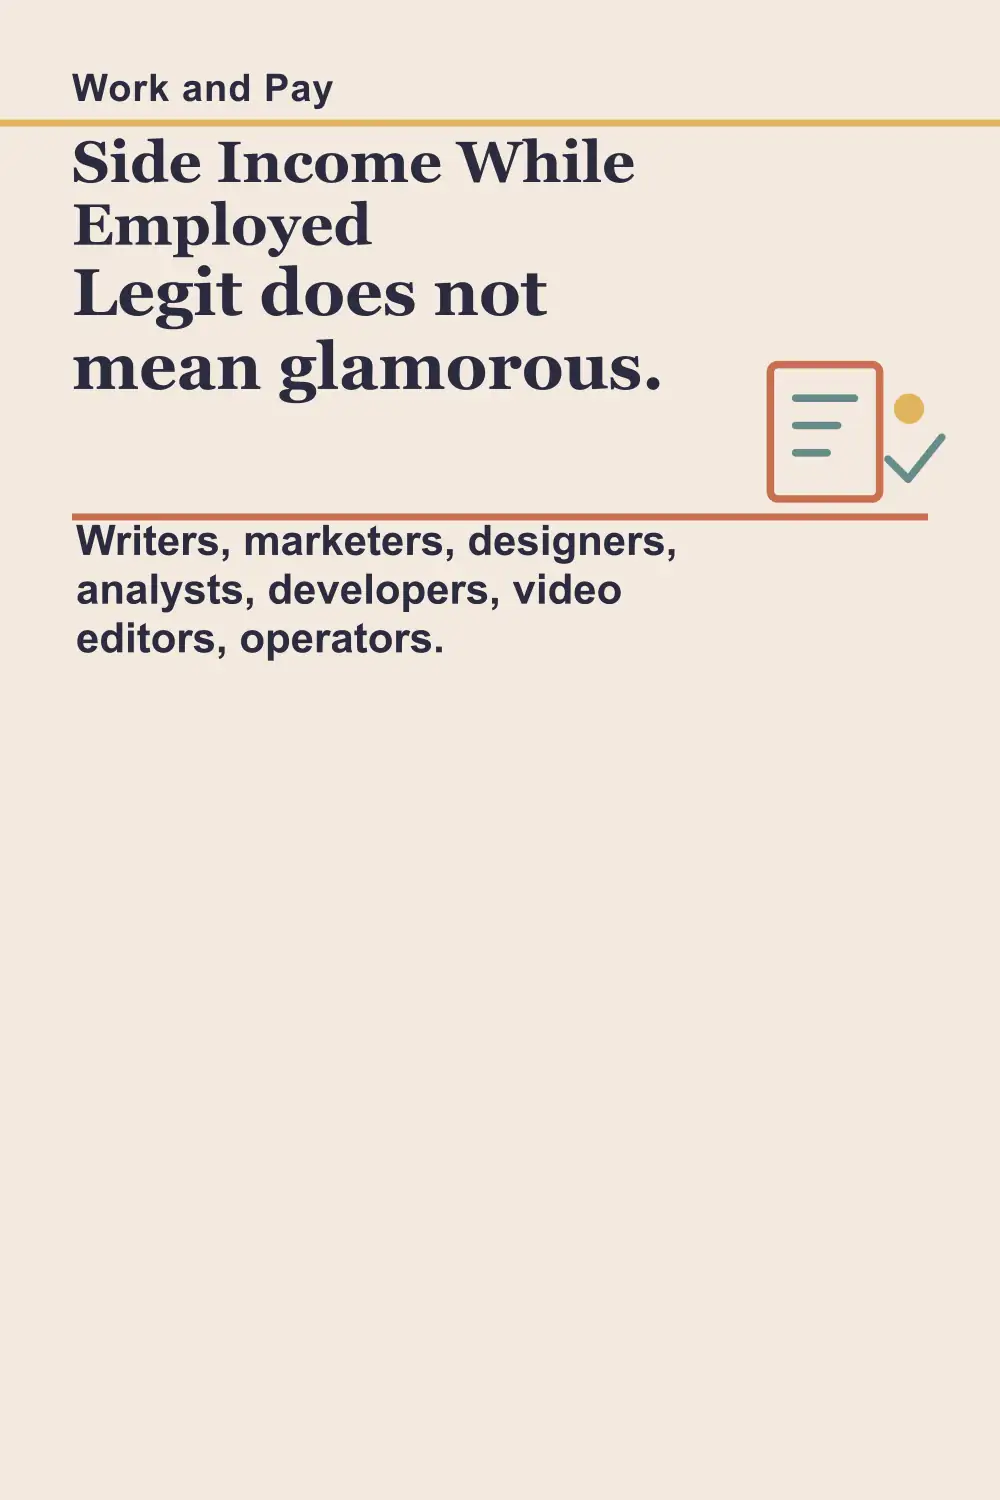 Work and Pay
Side Income While
Employed
Legit does not
mean glamorous.
Writers, marketers, designers,
analysts, developers, video
editors, operators.